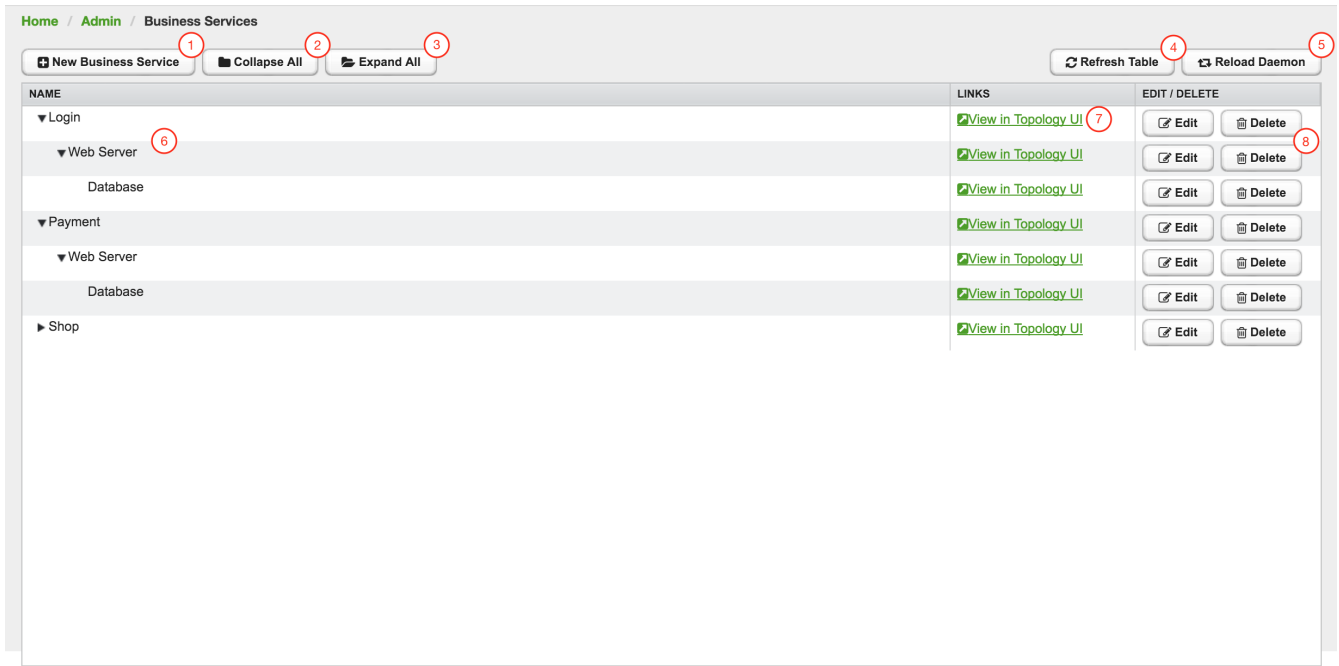 Home / Admin / Business Services
1 2 3 4 5
New Business Service Collapse All Expand All Refresh Table Reload Daemon
NAME LINKS EDIT / DELETE
Login View in Topology UI 7 Edit Delete
Web Server 6 View in Topology UI Edit Delete 8
Database View in Topology UI Edit Delete
Payment View in Topology UI Edit Delete
Web Server View in Topology UI Edit Delete
Database View in Topology UI Edit Delete
Shop View in Topology UI Edit Delete